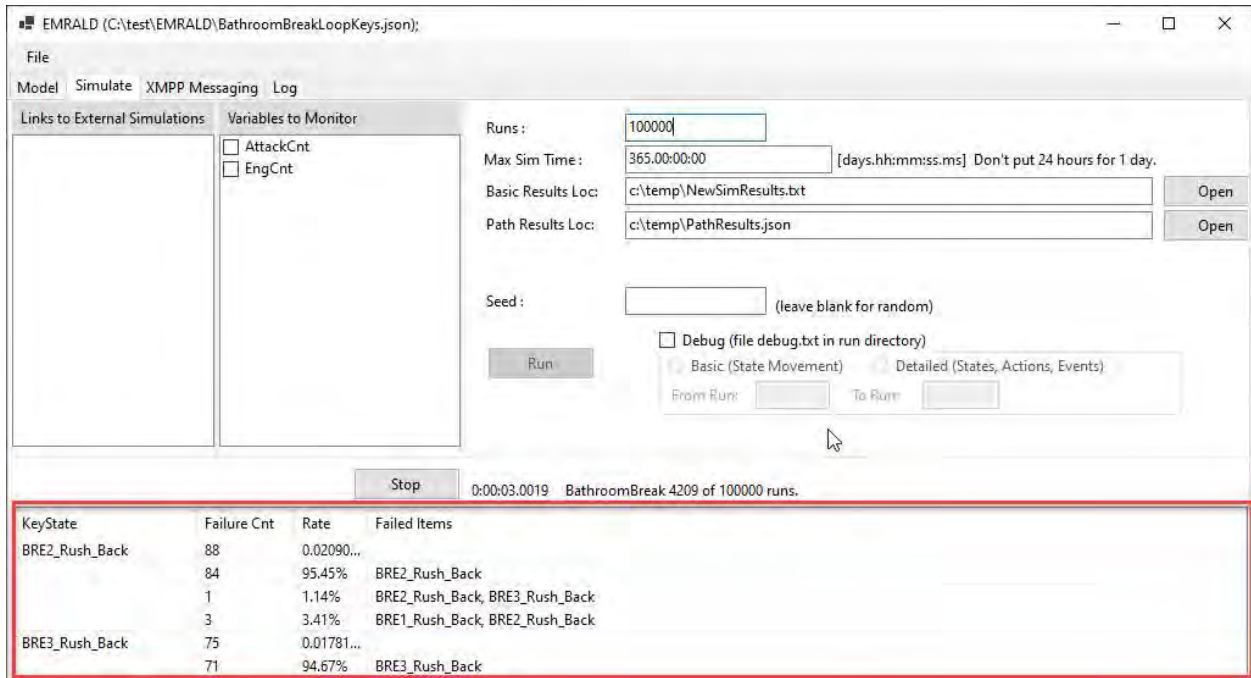 EMRALD (C:\test\EMRALD\BathroomBreakLoopKeys.json);
File
Model Simulate XMPP Messaging Log
Links to External Simulations Variables to Monitor
AttackCnt
EngCnt
Runs : 100000
Max Sim Time : 365.00:00:00 [days.hh:mm:ss.ms] Don't put 24 hours for 1 day.
Basic Results Loc: c:\temp\NewSimResults.txt Open
Path Results Loc: c:\temp\PathResults.json Open
Seed : (leave blank for random)
Debug (file debug.txt in run directory)
Run Basic (State Movement) Detailed (States, Actions, Events)
From Run: To Run:
Stop 0:00:03.0019 BathroomBreak 4209 of 100000 runs.
KeyState Failure Cnt Rate Failed Items
BRE2_Rush_Back 88 0.02090...
84 95.45% BRE2_Rush_Back
1 1.14% BRE2_Rush_Back, BRE3_Rush_Back
3 3.41% BRE1_Rush_Back, BRE2_Rush_Back
BRE3_Rush_Back 75 0.01781...
71 94.67% BRE3_Rush_Back